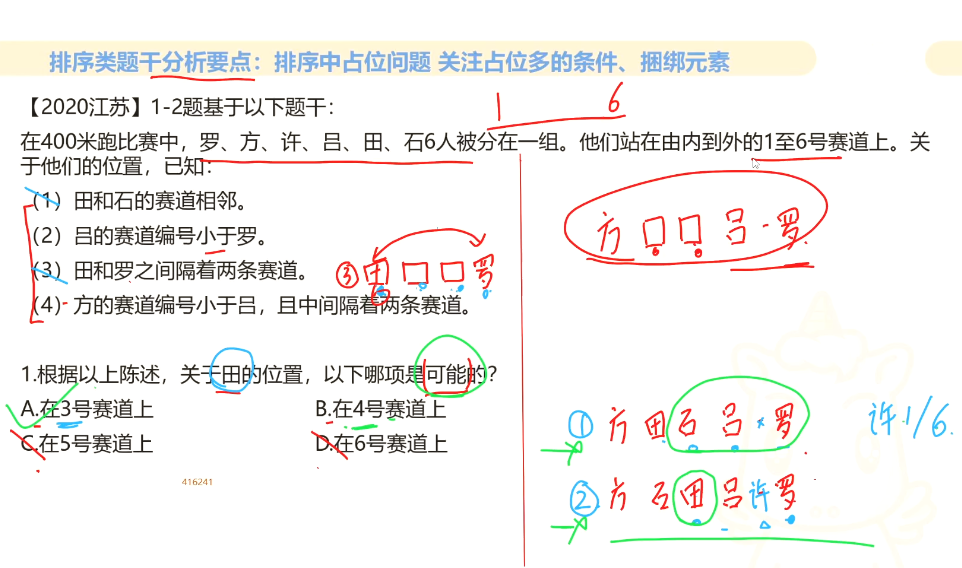 排序类题干分析要点：排序中占位问题 关注占位多的条件、捆绑元素
1 6
【2020江苏】1-2题基于以下题干：
在400米跑比赛中，罗、方、许、吕、田、石6人被分在一组。他们站在由内到外的1至6号赛道上。关
于他们的位置，已知：
（1）田和石的赛道相邻。
（2）吕的赛道编号小于罗。
（3）田和罗之间隔着两条赛道。
（4）方的赛道编号小于吕，且中间隔着两条赛道。
③田□□罗
方□□吕-罗
1.根据以上陈述，关于田的位置，以下哪项是可能的?
A.在3号赛道上 B.在4号赛道上
C.在5号赛道上 D.在6号赛道上
416241
① 方田石吕×罗 许1/6.
② 方石田吕许罗